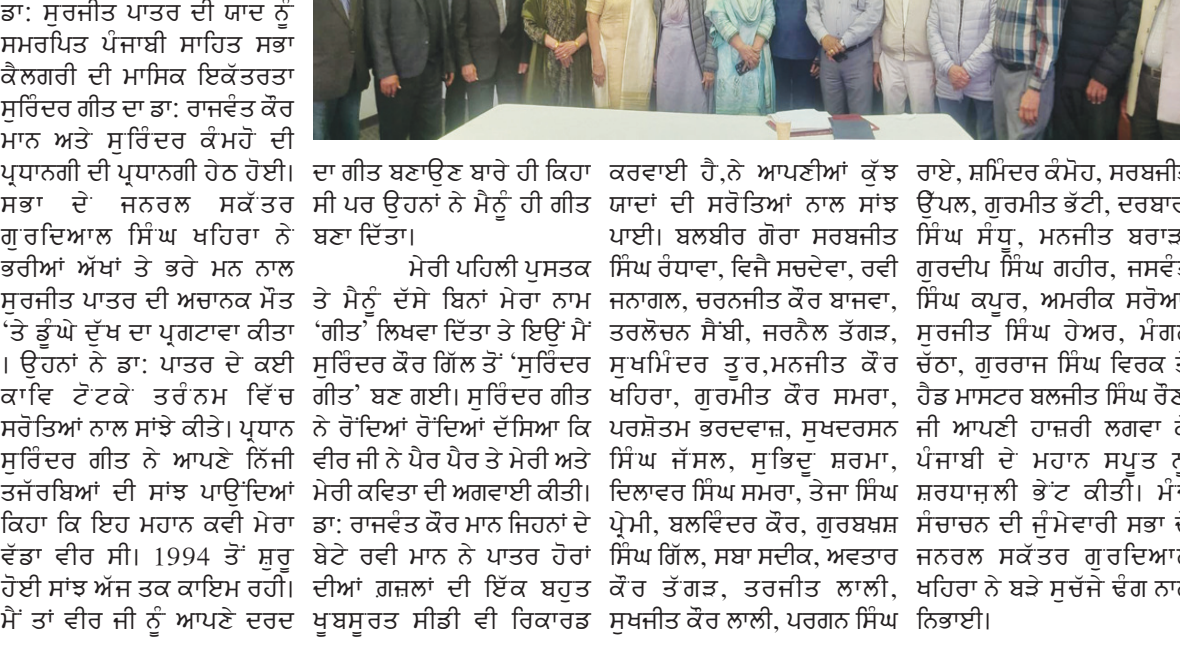 ਡਾ: ਸੁਰਜੀਤ ਪਾਤਰ ਦੀ ਯਾਦ ਨੂੰ
ਸਮਰਪਿਤ ਪੰਜਾਬੀ ਸਾਹਿਤ ਸਭਾ
ਕੈਲਗਰੀ ਦੀ ਮਾਸਿਕ ਇਕੱਤਰਤਾ
ਸੁਰਿੰਦਰ ਗੀਤ ਦਾ ਡਾ: ਰਾਜਵੰਤ ਕੌਰ
ਮਾਨ ਅਤੇ ਸੁਰਿੰਦਰ ਕੰਮਹੋ ਦੀ
ਪ੍ਰਧਾਨਗੀ ਦੀ ਪ੍ਰਧਾਨਗੀ ਹੇਠ ਹੋਈ।
ਸਭਾ ਦੇ ਜਨਰਲ ਸਕੱਤਰ
ਗੁਰਦਿਆਲ ਸਿੰਘ ਖਹਿਰਾ ਨੇ
ਭਰੀਆਂ ਅੱਖਾਂ ਤੇ ਭਰੇ ਮਨ ਨਾਲ
ਸੁਰਜੀਤ ਪਾਤਰ ਦੀ ਅਚਾਨਕ ਮੌਤ
‘ਤੇ ਡੂੰਘੇ ਦੁੱਖ ਦਾ ਪ੍ਰਗਟਾਵਾ ਕੀਤਾ
। ਉਹਨਾਂ ਨੇ ਡਾ: ਪਾਤਰ ਦੇ ਕਈ
ਕਾਵਿ ਟੋਟਕੇ ਤਰੰਨਮ ਵਿੱਚ
ਸਰੋਤਿਆਂ ਨਾਲ ਸਾਂਝੇ ਕੀਤੇ। ਪ੍ਰਧਾਨ
ਸੁਰਿੰਦਰ ਗੀਤ ਨੇ ਆਪਣੇ ਨਿੱਜੀ
ਤਜੱਰਬਿਆਂ ਦੀ ਸਾਂਝ ਪਾਉਂਦਿਆਂ
ਕਿਹਾ ਕਿ ਇਹ ਮਹਾਨ ਕਵੀ ਮੇਰਾ
ਵੱਡਾ ਵੀਰ ਸੀ। 1994 ਤੋਂ ਸ਼ੁਰੂ
ਹੋਈ ਸਾਂਝ ਅੱਜ ਤਕ ਕਾਇਮ ਰਹੀ।
ਮੈਂ ਤਾਂ ਵੀਰ ਜੀ ਨੂੰ ਆਪਣੇ ਦਰਦ
ਦਾ ਗੀਤ ਬਣਾਉਣ ਬਾਰੇ ਹੀ ਕਿਹਾ
ਸੀ ਪਰ ਉਹਨਾਂ ਨੇ ਮੈਨੂੰ ਹੀ ਗੀਤ
ਬਣਾ ਦਿੱਤਾ।
ਮੇਰੀ ਪਹਿਲੀ ਪੁਸਤਕ
ਤੇ ਮੈਨੂੰ ਦੱਸੇ ਬਿਨਾਂ ਮੇਰਾ ਨਾਮ
‘ਗੀਤ’ ਲਿਖਵਾ ਦਿੱਤਾ ਤੇ ਇਉਂ ਮੈਂ
ਸੁਰਿੰਦਰ ਕੌਰ ਗਿੱਲ ਤੋਂ ‘ਸੁਰਿੰਦਰ
ਗੀਤ’ ਬਣ ਗਈ। ਸੁਰਿੰਦਰ ਗੀਤ
ਨੇ ਰੋਂਦਿਆਂ ਰੋਂਦਿਆਂ ਦੱਸਿਆ ਕਿ
ਵੀਰ ਜੀ ਨੇ ਪੈਰ ਪੈਰ ਤੇ ਮੇਰੀ ਅਤੇ
ਮੇਰੀ ਕਵਿਤਾ ਦੀ ਅਗਵਾਈ ਕੀਤੀ।
ਡਾ: ਰਾਜਵੰਤ ਕੌਰ ਮਾਨ ਜਿਹਨਾਂ ਦੇ
ਬੇਟੇ ਰਵੀ ਮਾਨ ਨੇ ਪਾਤਰ ਹੋਰਾਂ
ਦੀਆਂ ਗ਼ਜ਼ਲਾਂ ਦੀ ਇੱਕ ਬਹੁਤ
ਖੂਬਸੂਰਤ ਸੀਡੀ ਵੀ ਰਿਕਾਰਡ
ਕਰਵਾਈ ਹੈ,ਨੇ ਆਪਣੀਆਂ ਕੁੱਝ
ਯਾਦਾਂ ਦੀ ਸਰੋਤਿਆਂ ਨਾਲ ਸਾਂਝ
ਪਾਈ। ਬਲਬੀਰ ਗੋਰਾ ਸਰਬਜੀਤ
ਸਿੰਘ ਰੰਧਾਵਾ, ਵਿਜੈ ਸਚਦੇਵਾ, ਰਵੀ
ਜਨਾਗਲ, ਚਰਨਜੀਤ ਕੌਰ ਬਾਜਵਾ,
ਤਰਲੋਚਨ ਸੈਂਬੀ, ਜਰਨੈਲ ਤੱਗੜ,
ਸੁਖਮਿੰਦਰ ਤੂਰ,ਮਨਜੀਤ ਕੌਰ
ਖਹਿਰਾ, ਗੁਰਮੀਤ ਕੌਰ ਸਮਰਾ,
ਪਰਸ਼ੋਤਮ ਭਰਦਵਾਜ਼, ਸੁਖਦਰਸਨ
ਸਿੰਘ ਜੱਸਲ, ਸੁਭਿਦੂ ਸ਼ਰਮਾ,
ਦਿਲਾਵਰ ਸਿੰਘ ਸਮਰਾ, ਤੇਜਾ ਸਿੰਘ
ਪ੍ਰੇਮੀ, ਬਲਵਿੰਦਰ ਕੌਰ, ਗੁਰਬਖ਼ਸ਼
ਸਿੰਘ ਗਿੱਲ, ਸਬਾ ਸਦੀਕ, ਅਵਤਾਰ
ਕੌਰ ਤੱਗੜ, ਤਰਜੀਤ ਲਾਲੀ,
ਸੁਖਜੀਤ ਕੌਰ ਲਾਲੀ, ਪਰਗਨ ਸਿੰਘ
ਰਾਏ, ਸ਼ਮਿੰਦਰ ਕੰਮੋਹ, ਸਰਬਜੀਤ
ਉੱਪਲ, ਗੁਰਮੀਤ ਭੱਟੀ, ਦਰਬਾਰ
ਸਿੰਘ ਸੰਧੂ, ਮਨਜੀਤ ਬਰਾੜ
ਗੁਰਦੀਪ ਸਿੰਘ ਗਹੀਰ, ਜਸਵੰਤ
ਸਿੰਘ ਕਪੂਰ, ਅਮਰੀਕ
ਸੁਰਜੀਤ ਸਿੰਘ ਹੇਅਰ,
ਚੱਠਾ, ਗੁਰਰਾਜ ਸਿੰਘ ਵਿਰਕ
ਹੈਡ ਮਾਸਟਰ ਬਲਜੀਤ ਸਿੰਘ
ਜੀ ਆਪਣੀ ਹਾਜ਼ਰੀ ਲਗਵਾ
ਪੰਜਾਬੀ ਦੇ ਮਹਾਨ ਸਪੂਤ
ਸ਼ਰਧਾਜ਼ਲੀ ਭੇਂਟ ਕੀਤੀ।
ਸੰਚਾਚਨ ਦੀ ਜੁੰਮੇਵਾਰੀ ਸਭਾ
ਜਨਰਲ ਸਕੱਤਰ
ਖਹਿਰਾ ਨੇ ਬੜੇ ਸੁਚੱਜੇ ਢੰਗ
ਨਿਭਾਈ।